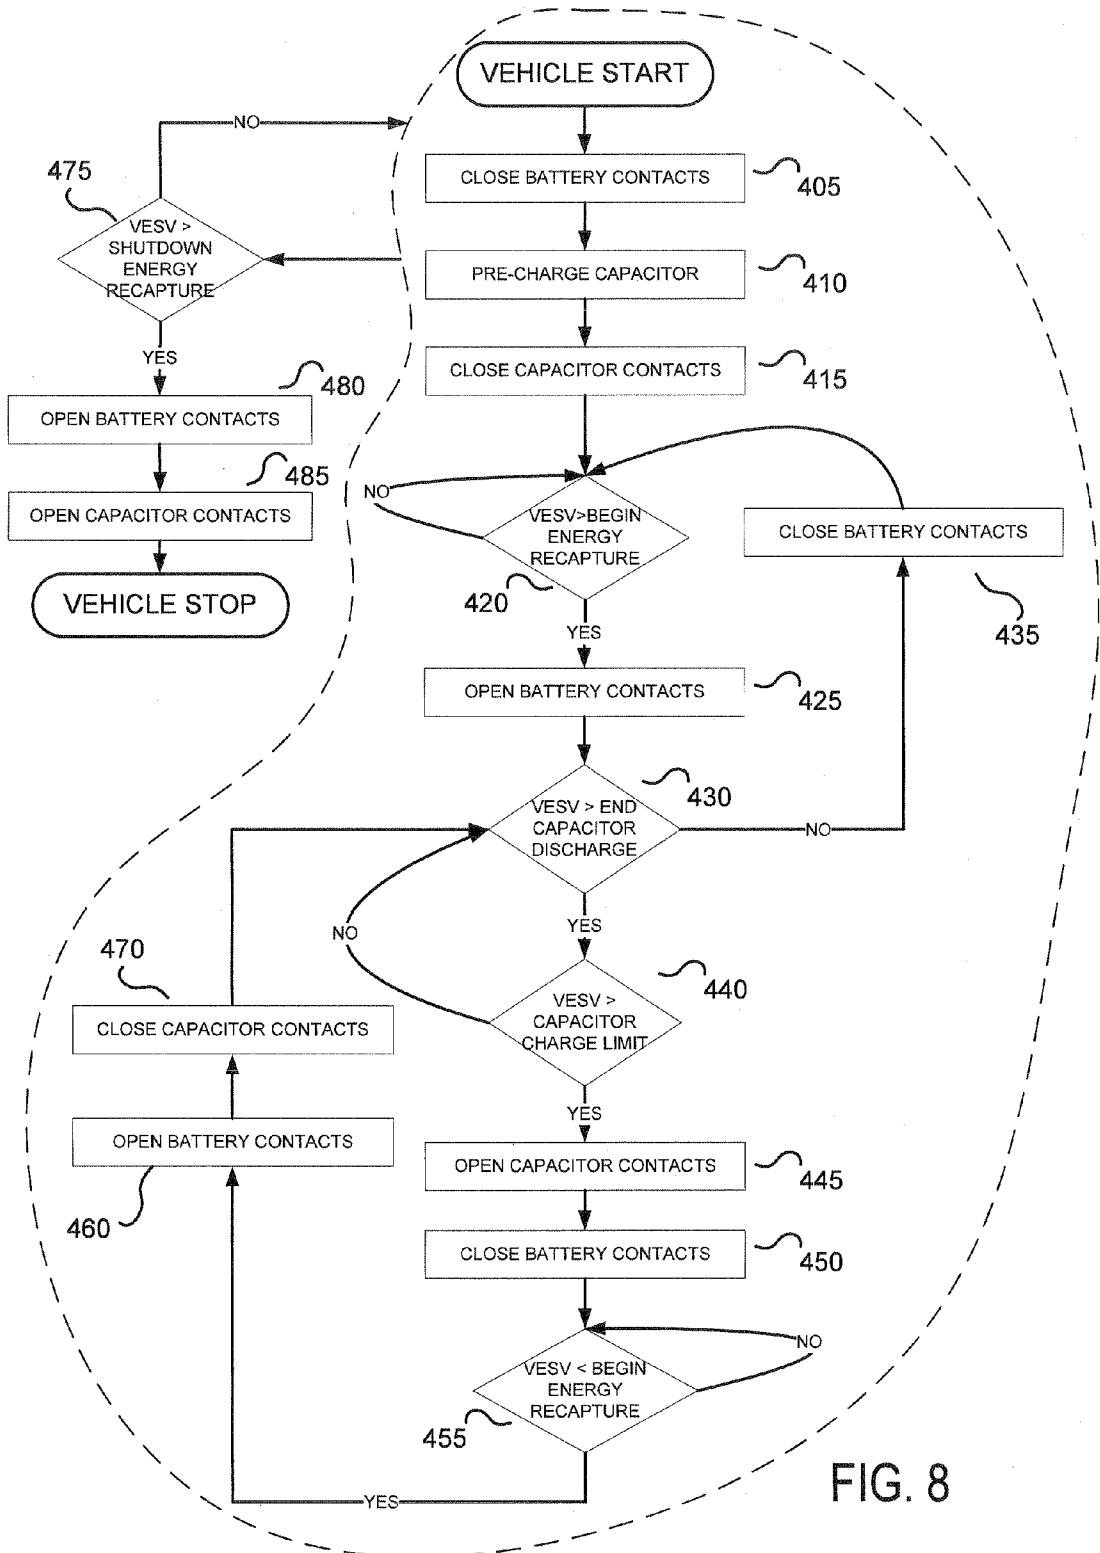 VEHICLE START
NO
CLOSE BATTERY CONTACTS
405
475
VESV >
SHUTDOWN
ENERGY
RECAPTURE
PRE-CHARGE CAPACITOR
410
YES
CLOSE CAPACITOR CONTACTS
415
480
OPEN BATTERY CONTACTS
485
OPEN CAPACITOR CONTACTS
VEHICLE STOP
NO
VESV>BEGIN
ENERGY
RECAPTURE
420
CLOSE BATTERY CONTACTS
435
YES
OPEN BATTERY CONTACTS
425
VESV > END
CAPACITOR
DISCHARGE
430
NO
YES
NO
VESV >
CAPACITOR
CHARGE LIMIT
440
470
CLOSE CAPACITOR CONTACTS
YES
OPEN BATTERY CONTACTS
460
OPEN CAPACITOR CONTACTS
445
CLOSE BATTERY CONTACTS
450
NO
VESV < BEGIN
ENERGY
RECAPTURE
455
YES
FIG. 8